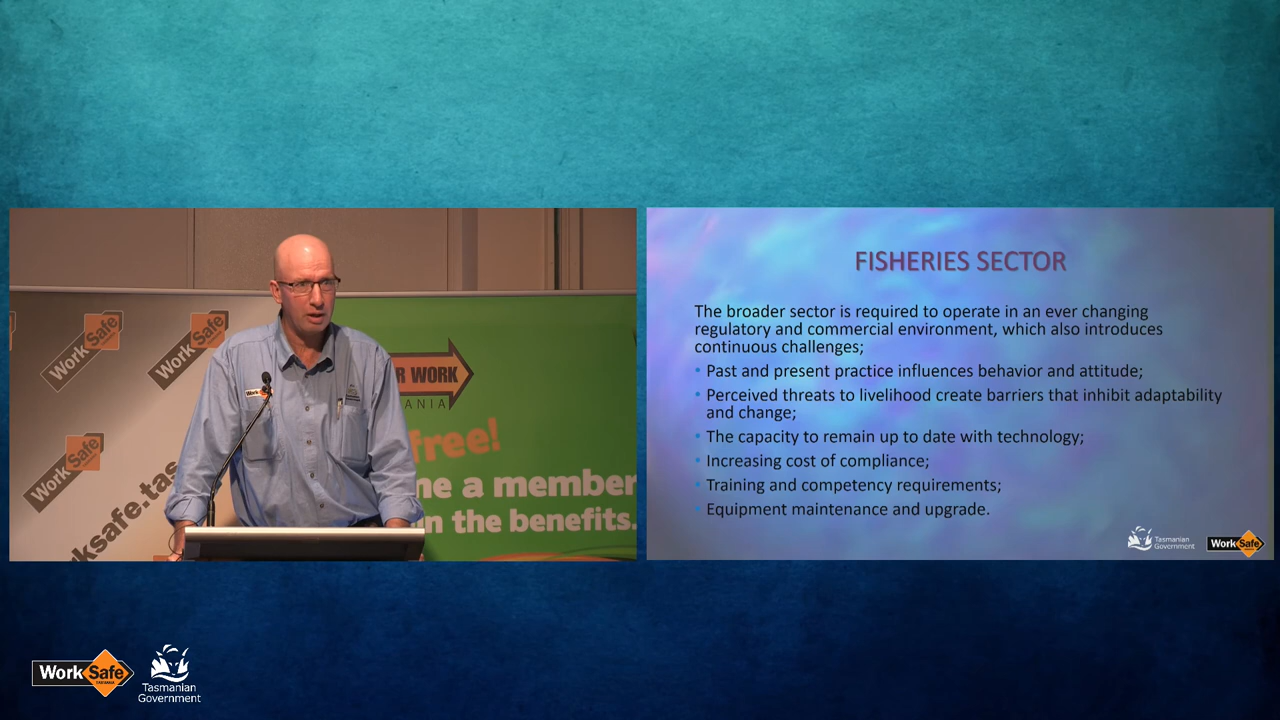 WorkSafe
WorkSafe
WorkSafe
worksafe.tas
R WORK
ANIA
free!
me a member
n the benefits.
Work
FISHERIES SECTOR
The broader sector is required to operate in an ever changing
regulatory and commercial environment, which also introduces
continuous challenges;
• Past and present practice influences behavior and attitude;
• Perceived threats to livelihood create barriers that inhibit adaptability
and change;
• The capacity to remain up to date with technology;
• Increasing cost of compliance;
• Training and competency requirements;
• Equipment maintenance and upgrade.
Tasmanian
Government
WorkSafe
WorkSafe
TASMANIA
Tasmanian
Government